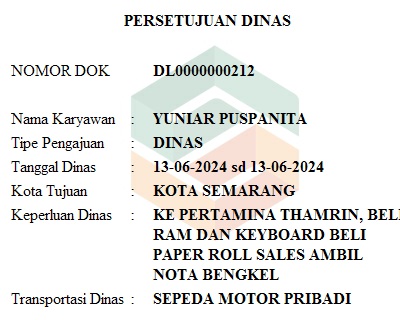 PERSETUJUAN DINAS
NOMOR DOK DL0000000212
Nama Karyawan : YUNIAR PUSPANITA
Tipe Pengajuan : DINAS
Tanggal Dinas : 13-06-2024 sd 13-06-2024
Kota Tujuan : KOTA SEMARANG
Keperluan Dinas : KE PERTAMINA THAMRIN, BELI
RAM DAN KEYBOARD BELI
PAPER ROLL SALES AMBIL
NOTA BENGKEL
Transportasi Dinas : SEPEDA MOTOR PRIBADI